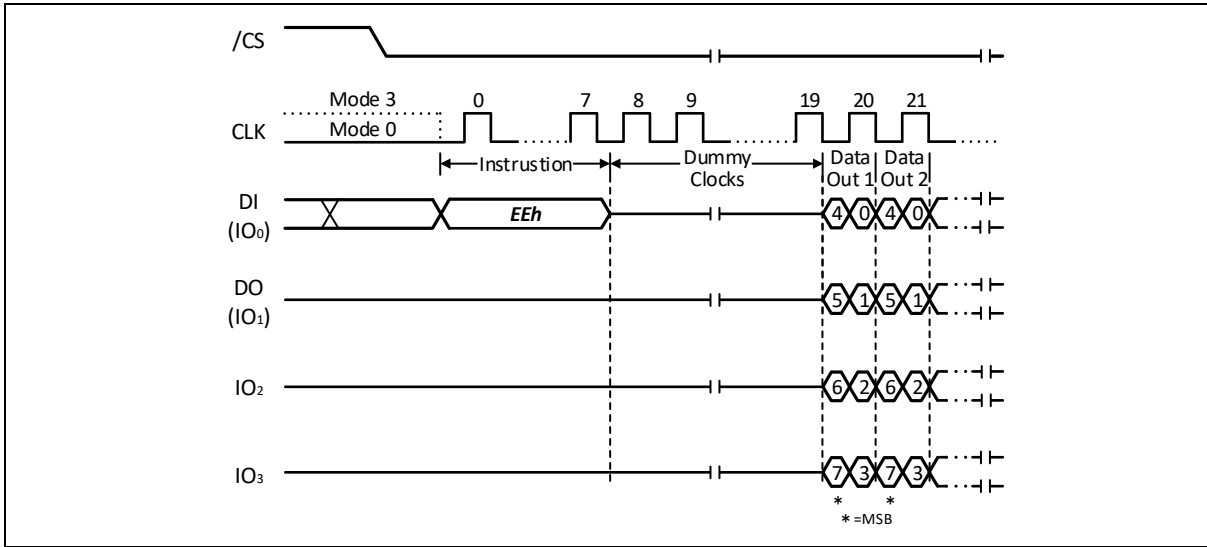 /CS
Mode 3 0 7 8 9 19 20 21
CLK Mode 0
Instrustion Dummy Clocks Data Out 1 Data Out 2
DI (IO0) EEh 4 0 4 0
DO (IO1) 5 1 5 1
IO2 6 2 6 2
IO3 7 3 7 3
* *
* =MSB